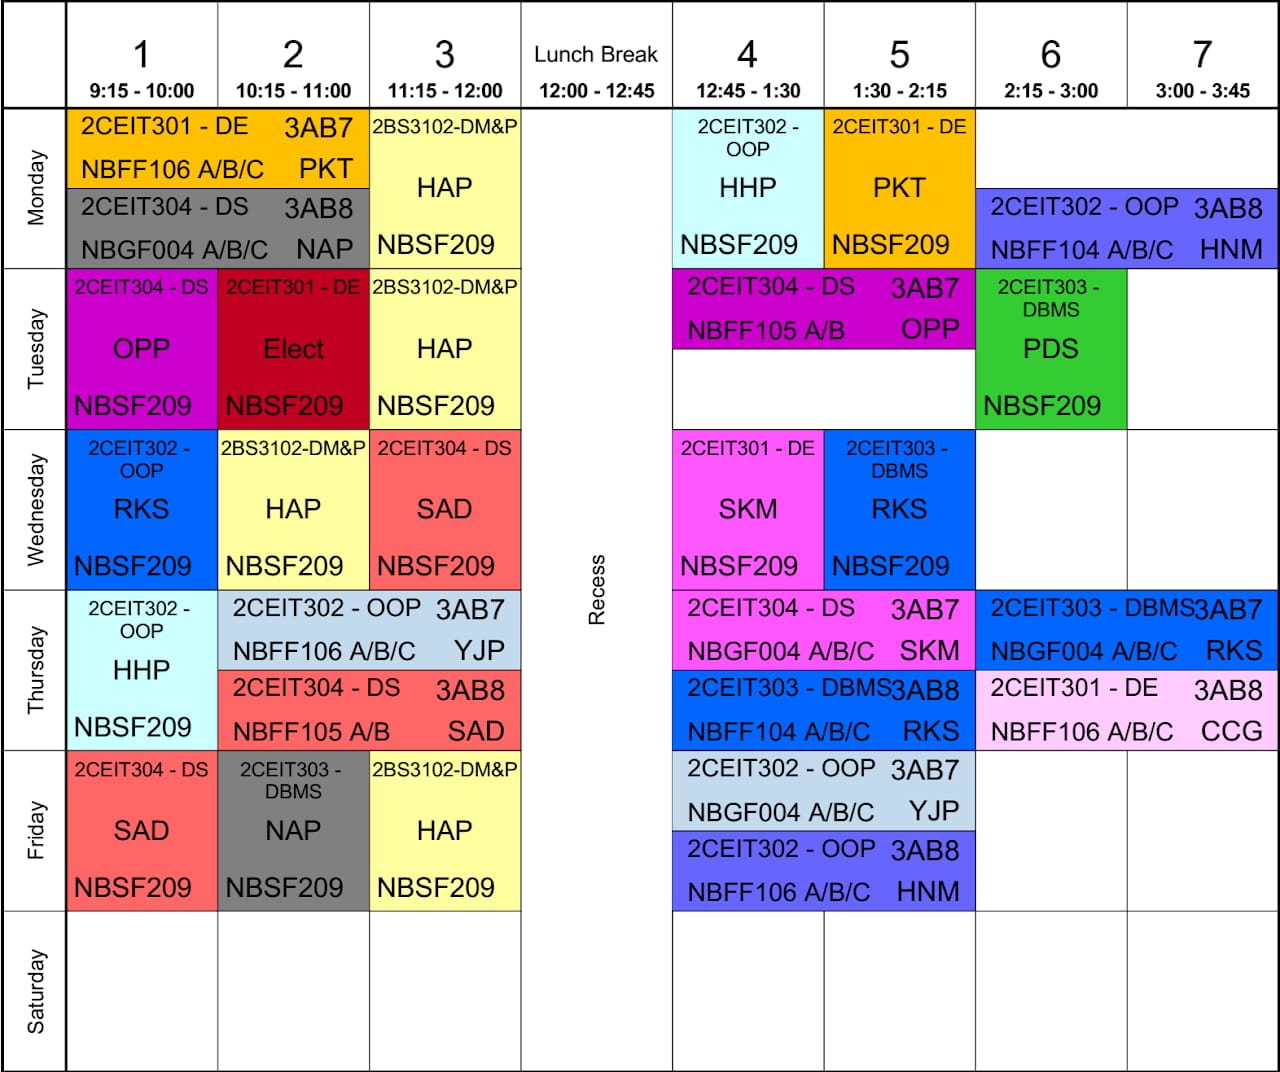 1 2 3 Lunch Break 4 5 6 7
9:15 - 10:00 10:15 - 11:00 11:15 - 12:00 12:00 - 12:45 12:45 - 1:30 1:30 - 2:15 2:15 - 3:00 3:00 - 3:45
Monday
2CEIT301 - DE 3AB7
NBFF106 A/B/C PKT
2CEIT304 - DS 3AB8
NBGF004 A/B/C NAP
2BS3102-DM&P
HAP
NBSF209
2CEIT302 -
OOP
HHP
NBSF209
2CEIT301 - DE
PKT
NBSF209
2CEIT302 - OOP 3AB8
NBFF104 A/B/C HNM
Tuesday
2CEIT304 - DS
OPP
NBSF209
2CEIT301 - DE
Elect
NBSF209
2BS3102-DM&P
HAP
NBSF209
2CEIT304 - DS 3AB7
NBFF105 A/B OPP
2CEIT303 -
DBMS
PDS
NBSF209
Wednesday
2CEIT302 -
OOP
RKS
NBSF209
2BS3102-DM&P
HAP
NBSF209
2CEIT304 - DS
SAD
NBSF209
Recess
2CEIT301 - DE
SKM
NBSF209
2CEIT303 -
DBMS
RKS
NBSF209
Thursday
2CEIT302 -
OOP
HHP
NBSF209
2CEIT302 - OOP 3AB7
NBFF106 A/B/C YJP
2CEIT304 - DS 3AB8
NBFF105 A/B SAD
2CEIT304 - DS 3AB7
NBGF004 A/B/C SKM
2CEIT303 - DBMS3AB8
NBFF104 A/B/C RKS
2CEIT303 - DBMS3AB7
NBGF004 A/B/C RKS
2CEIT301 - DE 3AB8
NBFF106 A/B/C CCG
Friday
2CEIT304 - DS
SAD
NBSF209
2CEIT303 -
DBMS
NAP
NBSF209
2BS3102-DM&P
HAP
NBSF209
2CEIT302 - OOP 3AB7
NBGF004 A/B/C YJP
2CEIT302 - OOP 3AB8
NBFF106 A/B/C HNM
Saturday